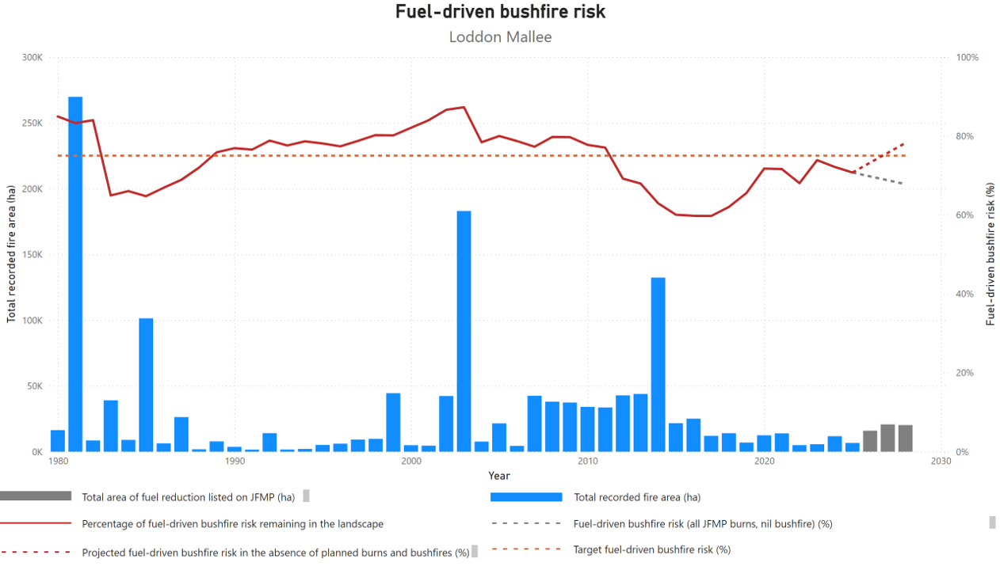 Fuel-driven bushfire risk
Loddon Mallee
300K
250K
200K
150K
100K
50K
0K
Total recorded fire area (ha)
100%
80%
60%
40%
20%
0%
Fuel-driven bushfire risk (%)
1980 1990 2000 2010 2020 2030
Year
Total area of fuel reduction listed on JFMP (ha) Total recorded fire area (ha)
Percentage of fuel-driven bushfire risk remaining in the landscape Fuel-driven bushfire risk (all JFMP burns, nil bushfire) (%)
Projected fuel-driven bushfire risk in the absence of planned burns and bushfires (%) Target fuel-driven bushfire risk (%)